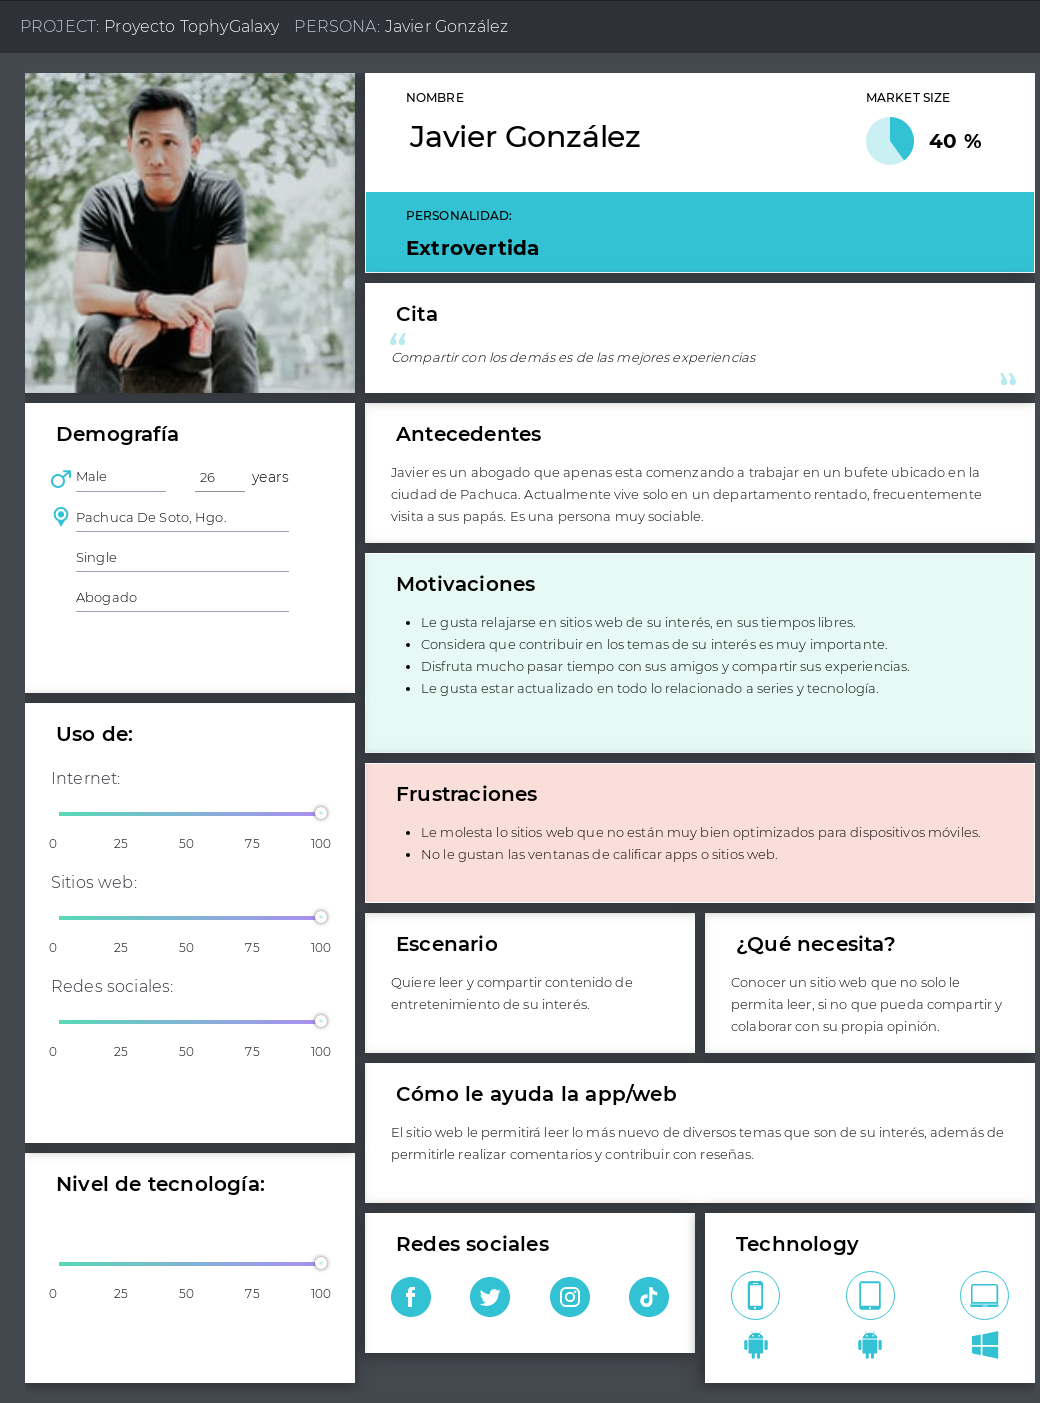 PROJECT: Proyecto TophyGalaxy PERSONA: Javier González
NOMBRE
Javier González
MARKET SIZE
40 %
PERSONALIDAD:
Extrovertida
Cita
“
Compartir con los demás es de las mejores experiencias
”
Demografía
Male 26 years
Pachuca De Soto, Hgo.
Single
Abogado
Antecedentes
Javier es un abogado que apenas esta comenzando a trabajar en un bufete ubicado en la
ciudad de Pachuca. Actualmente vive solo en un departamento rentado, frecuentemente
visita a sus papás. Es una persona muy sociable.
Motivaciones
• Le gusta relajarse en sitios web de su interés, en sus tiempos libres.
• Considera que contribuir en los temas de su interés es muy importante.
• Disfruta mucho pasar tiempo con sus amigos y compartir sus experiencias.
• Le gusta estar actualizado en todo lo relacionado a series y tecnología.
Uso de:
Internet:
0 25 50 75 100
Sitios web:
0 25 50 75 100
Redes sociales:
0 25 50 75 100
Frustraciones
• Le molesta lo sitios web que no están muy bien optimizados para dispositivos móviles.
• No le gustan las ventanas de calificar apps o sitios web.
Escenario
Quiere leer y compartir contenido de
entretenimiento de su interés.
¿Qué necesita?
Conocer un sitio web que no solo le
permita leer, si no que pueda compartir y
colaborar con su propia opinión.
Cómo le ayuda la app/web
El sitio web le permitirá leer lo más nuevo de diversos temas que son de su interés, además de
permitirle realizar comentarios y contribuir con reseñas.
Nivel de tecnología:
0 25 50 75 100
Redes sociales
Technology